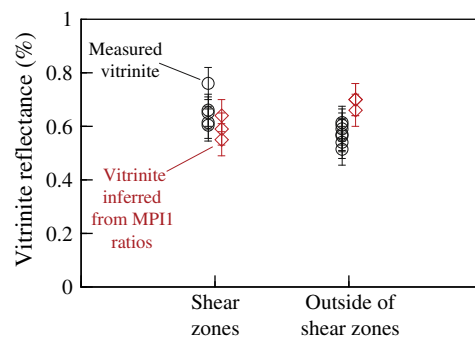 Vitrinite reflectance (%)
1
0.8
0.6
0.4
0.2
0
Measured
vitrinite
Vitrinite
inferred
from MPI1
ratios
Shear
zones
Outside of
shear zones